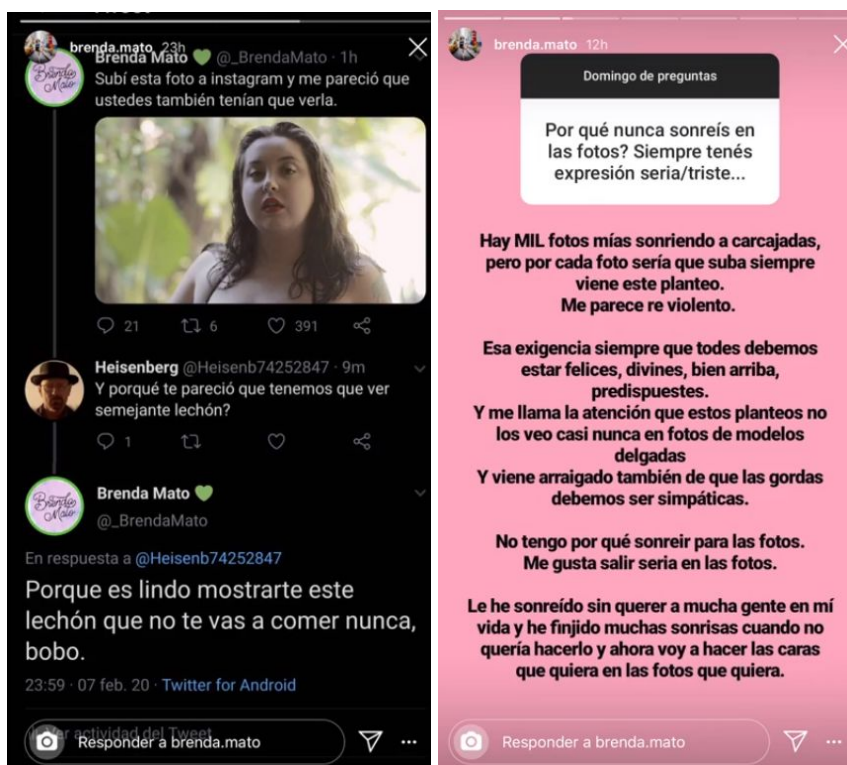 brenda.mato 23h
Brenda Mato 💚 @_BrendaMato · 1h
Brenda Mato
Subí esta foto a instagram y me pareció que
ustedes también tenían que verla.
21 6 391
Heisenberg @Heisenb74252847 · 9m
Y porqué te pareció que tenemos que ver
semejante lechón?
1
Brenda Mato
Brenda Mato 💚
@_BrendaMato
En respuesta a @Heisenb74252847
Porque es lindo mostrarte este
lechón que no te vas a comer nunca,
bobo.
23:59 · 07 feb. 20 · Twitter for Android
Ver actividad del Tweet
Responder a brenda.mato
brenda.mato 12h
Domingo de preguntas
Por qué nunca sonreís en
las fotos? Siempre tenés
expresión seria/triste...
Hay MIL fotos mías sonriendo a carcajadas,
pero por cada foto sería que suba siempre
viene este planteo.
Me parece re violento.
Esa exigencia siempre que todes debemos
estar felices, divines, bien arriba,
predispuestes.
Y me llama la atención que estos planteos no
los veo casi nunca en fotos de modelos
delgadas
Y viene arraigado también de que las gordas
debemos ser simpáticas.
No tengo por qué sonreir para las fotos.
Me gusta salir seria en las fotos.
Le he sonreído sin querer a mucha gente en mí
vida y he finjido muchas sonrisas cuando no
quería hacerlo y ahora voy a hacer las caras
que quiera en las fotos que quiera.
Responder a brenda.mato